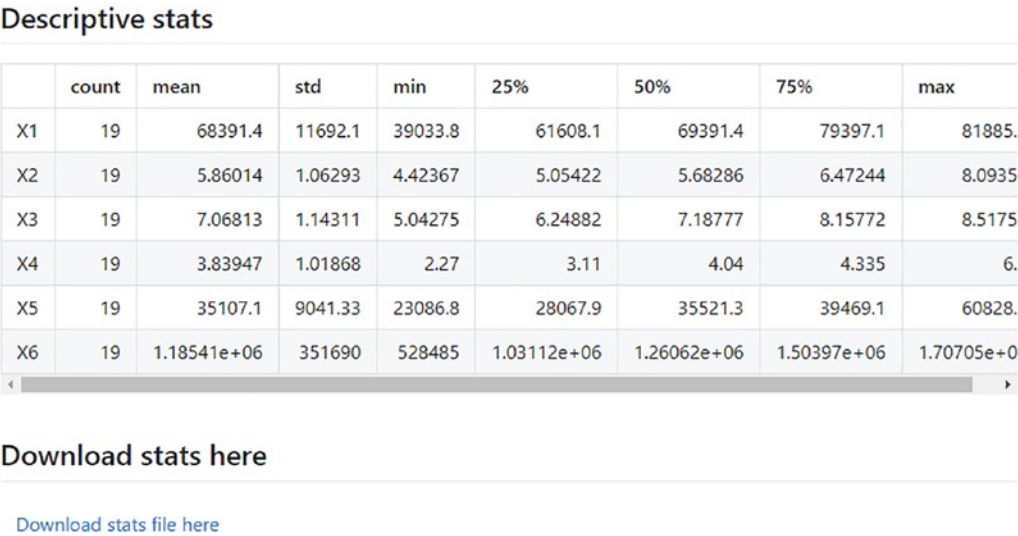 Descriptive stats
count mean std min 25% 50% 75% max
X1 19 68391.4 11692.1 39033.8 61608.1 69391.4 79397.1 81885.
X2 19 5.86014 1.06293 4.42367 5.05422 5.68286 6.47244 8.0935
X3 19 7.06813 1.14311 5.04275 6.24882 7.18777 8.15772 8.5175
X4 19 3.83947 1.01868 2.27 3.11 4.04 4.335 6.
X5 19 35107.1 9041.33 23086.8 28067.9 35521.3 39469.1 60828.
X6 19 1.18541e+06 351690 528485 1.03112e+06 1.26062e+06 1.50397e+06 1.70705e+0
Download stats here
Download stats file here